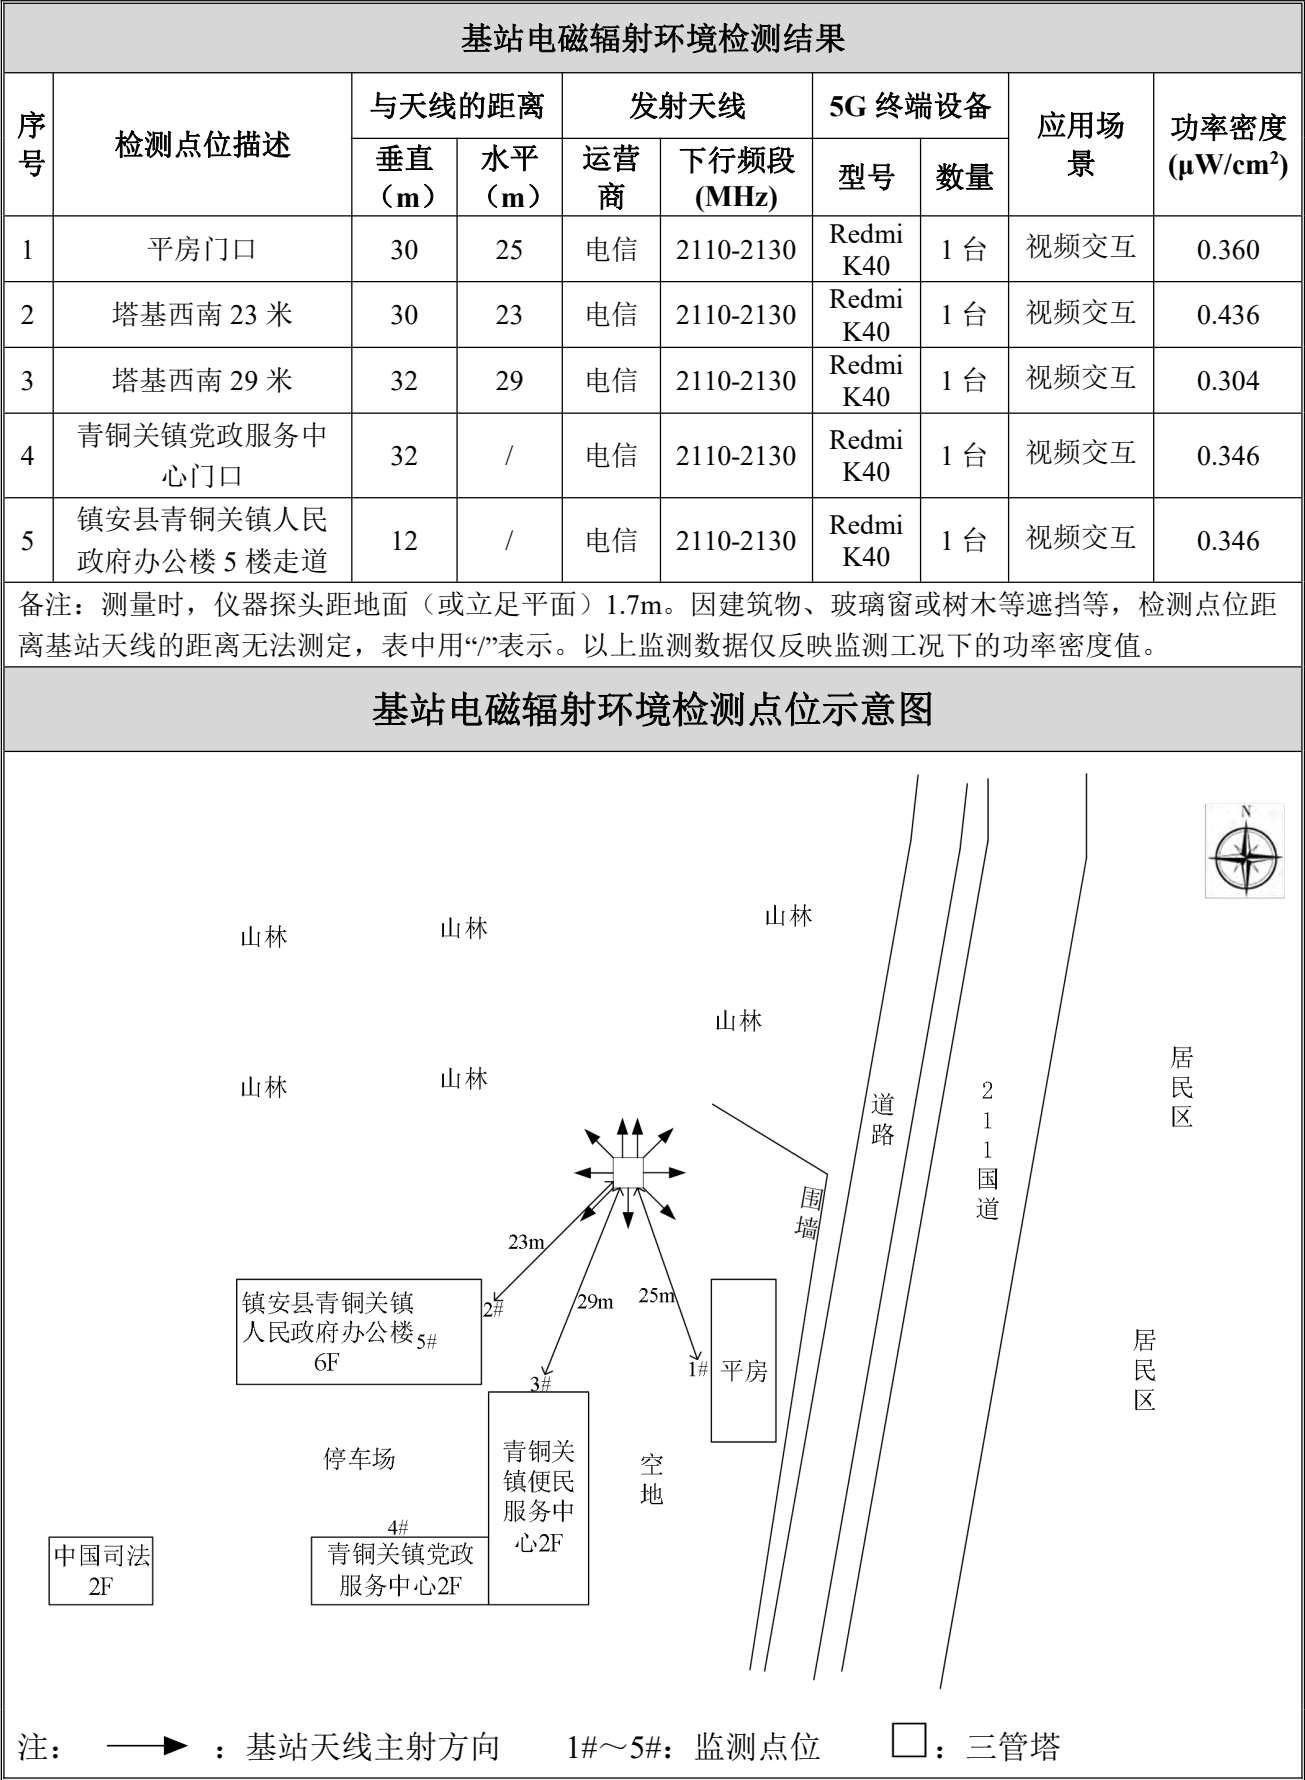 基站电磁辐射环境检测结果
序号 检测点位描述 与天线的距离 发射天线 5G 终端设备 应用场景 功率密度(μW/cm²)
垂直（m） 水平（m） 运营商 下行频段(MHz) 型号 数量
1 平房门口 30 25 电信 2110-2130 Redmi K40 1 台 视频交互 0.360
2 塔基西南 23 米 30 23 电信 2110-2130 Redmi K40 1 台 视频交互 0.436
3 塔基西南 29 米 32 29 电信 2110-2130 Redmi K40 1 台 视频交互 0.304
4 青铜关镇党政服务中心门口 32 / 电信 2110-2130 Redmi K40 1 台 视频交互 0.346
5 镇安县青铜关镇人民政府办公楼 5 楼走道 12 / 电信 2110-2130 Redmi K40 1 台 视频交互 0.346
备注：测量时，仪器探头距地面（或立足平面）1.7m。因建筑物、玻璃窗或树木等遮挡等，检测点位距
离基站天线的距离无法测定，表中用“/”表示。以上监测数据仅反映监测工况下的功率密度值。
基站电磁辐射环境检测点位示意图
N
山林
山林
山林
山林
山林
山林
居民区
道路
211国道
围墙
23m
29m
25m
镇安县青铜关镇
人民政府办公楼
6F
5#
2#
3#
1#
平房
居民区
停车场
青铜关
镇便民
服务中
心2F
空地
4#
中国司法
2F
青铜关镇党政
服务中心2F
注： ：基站天线主射方向 1#～5#：监测点位 ：三管塔